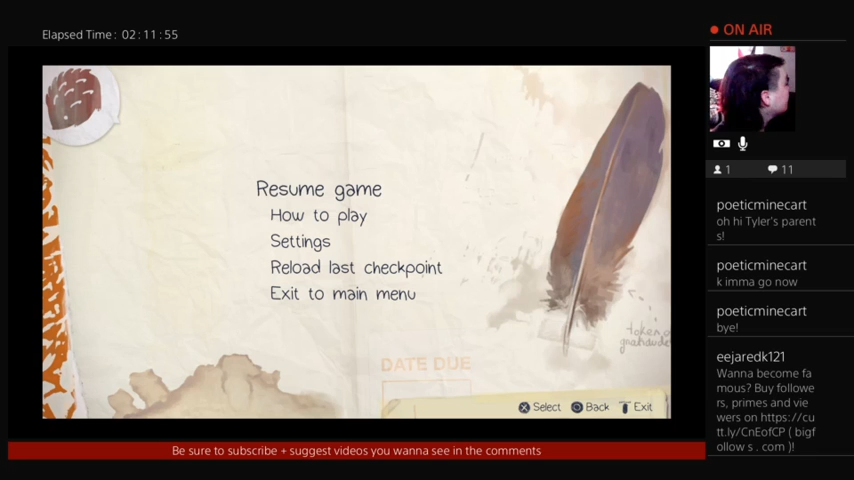 Elapsed Time: 02:11:55
ON AIR
1
11
Resume game
How to play
Settings
Reload last checkpoint
Exit to main menu
token of
gratitude
DATE DUE
Select Back Exit
poeticminecart
oh hi Tyler's parent
s!
poeticminecart
k imma go now
poeticminecart
bye!
eejaredk121
Wanna become fa
mous? Buy followe
rs, primes and vie
wers on https://cu
tt.ly/CnEofCP ( bigf
ollow s . com )!
Be sure to subscribe + suggest videos you wanna see in the comments